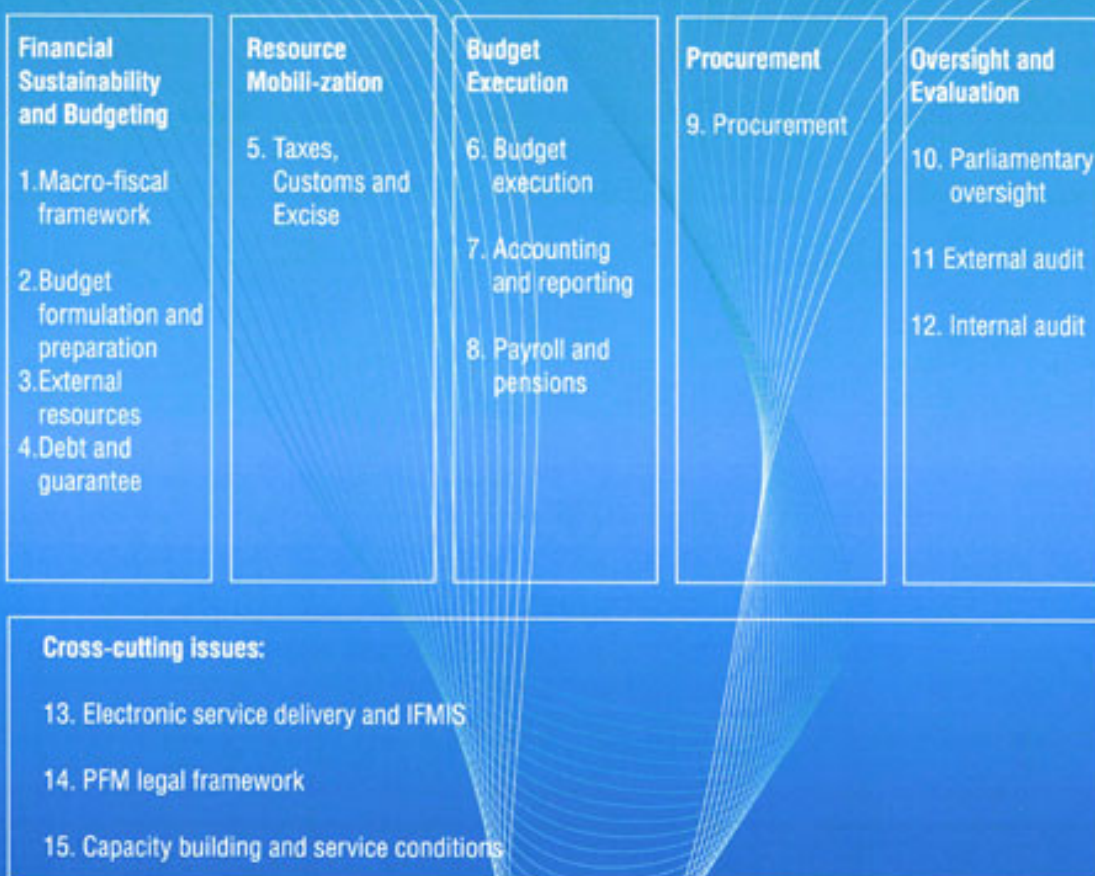 Financial
Sustainability
and Budgeting
1.Macro-fiscal
framework
2.Budget
formulation and
preparation
3.External
resources
4.Debt and
guarantee
Resource
Mobili-zation
5. Taxes,
Customs and
Excise
Budget
Execution
6. Budget
execution
7. Accounting
and reporting
8. Payroll and
pensions
Procurement
9. Procurement
Oversight and
Evaluation
10. Parliamentary
oversight
11 External audit
12. Internal audit
Cross-cutting issues:
13. Electronic service delivery and IFMIS
14. PFM legal framework
15. Capacity building and service conditions